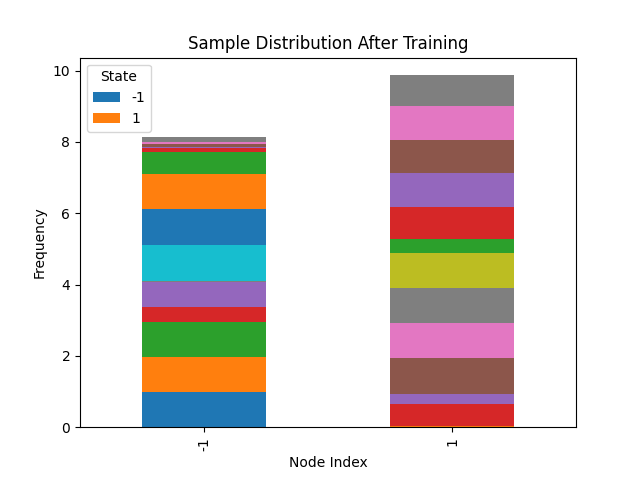 Sample Distribution After Training
State
-1
1
Frequency
10
8
6
4
2
0
-1
1
Node Index